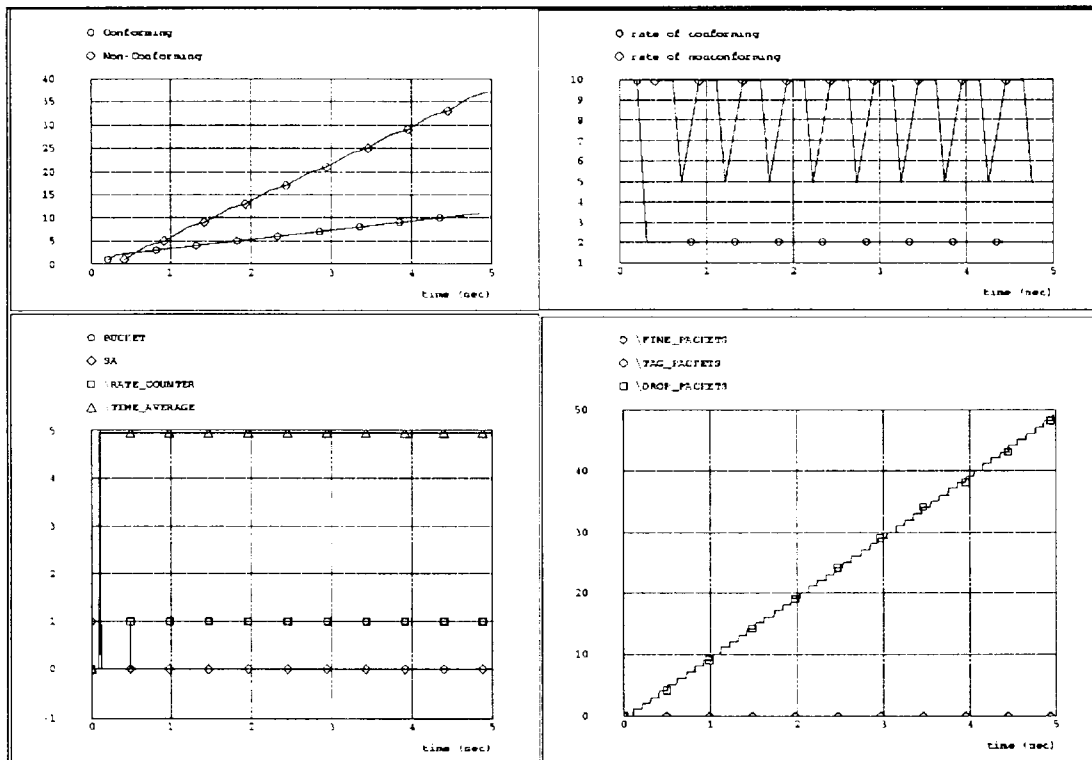 Conforming
Non-Conforming
40
35
30
25
20
15
10
5
0
0 1 2 3 4 5
time (sec)
rate of conforming
rate of nonconforming
10
9
8
7
6
5
4
3
2
1
0 1 2 3 4 5
time (sec)
BUCKET
SA
\RATE_COUNTER
\TIME_AVERAGE
5
4
3
2
1
0
-1
0 1 2 3 4 5
time (sec)
\FINE_PACKETS
\TAG_PACKETS
\DROP_PACKETS
50
40
30
20
10
0
0 1 2 3 4 5
time (sec)